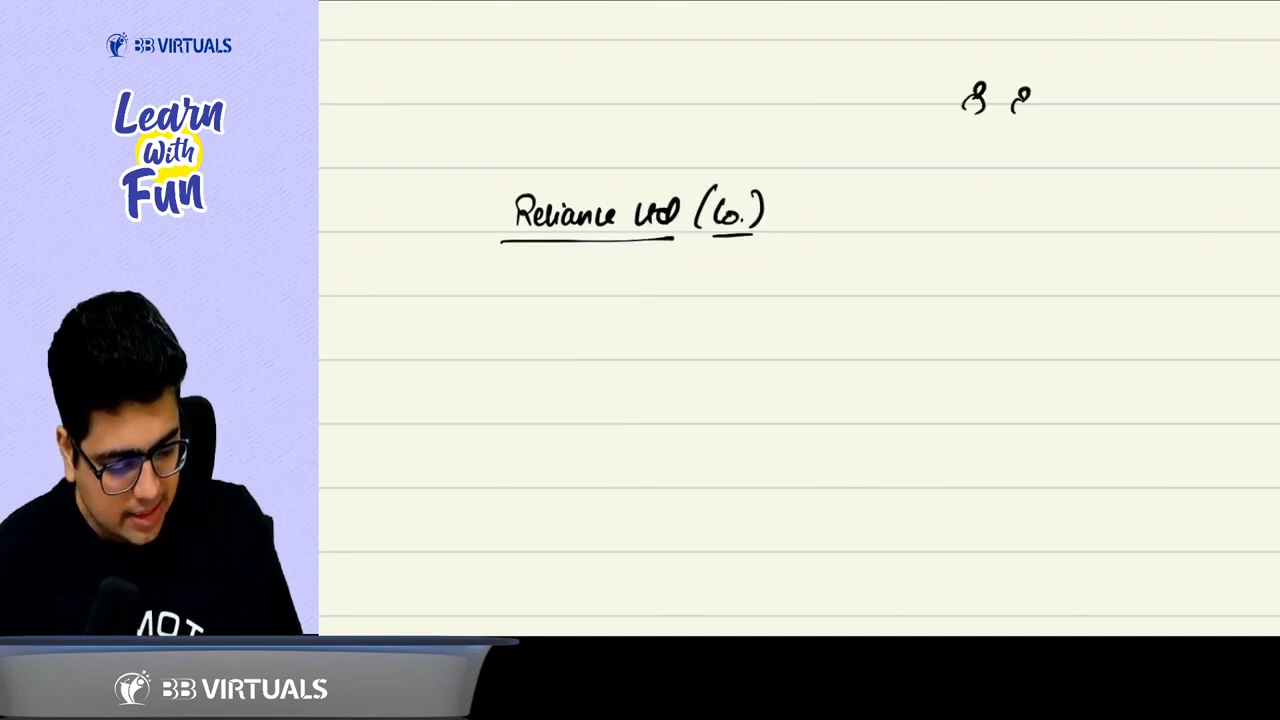 BB VIRTUALS
Learn
With
Fun
Reliance Ltd (Co.)
BB VIRTUALS